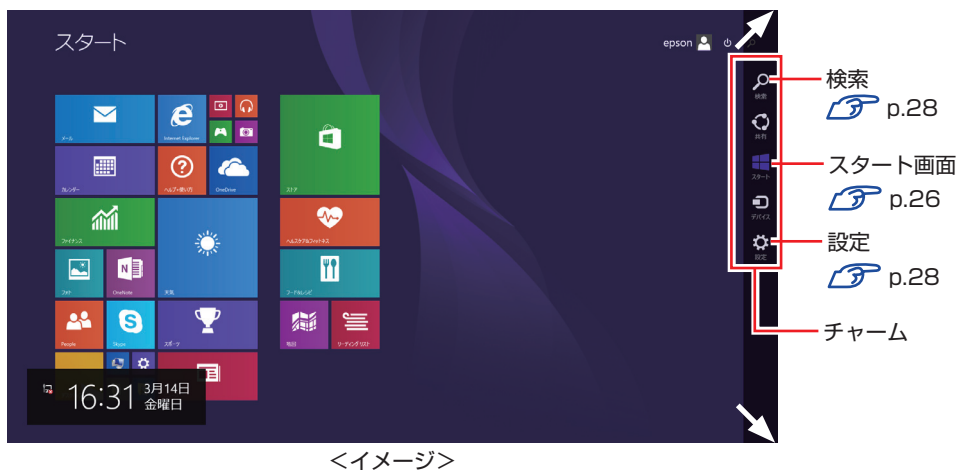 スタート
epson
検索
p.28
検索
共有
スタート画面
p.26
スタート
デバイス
設定
p.28
設定
チャーム
メール
Internet Explorer
カレンダー
ヘルプ+使い方
OneDrive
ストア
ファイナンス
ヘルスケア&フィットネス
フォト
OneNote
天気
フード&レシピ
People
Skype
スポーツ
地図
リーディングリスト
16:31
3月14日
金曜日
<イメージ>